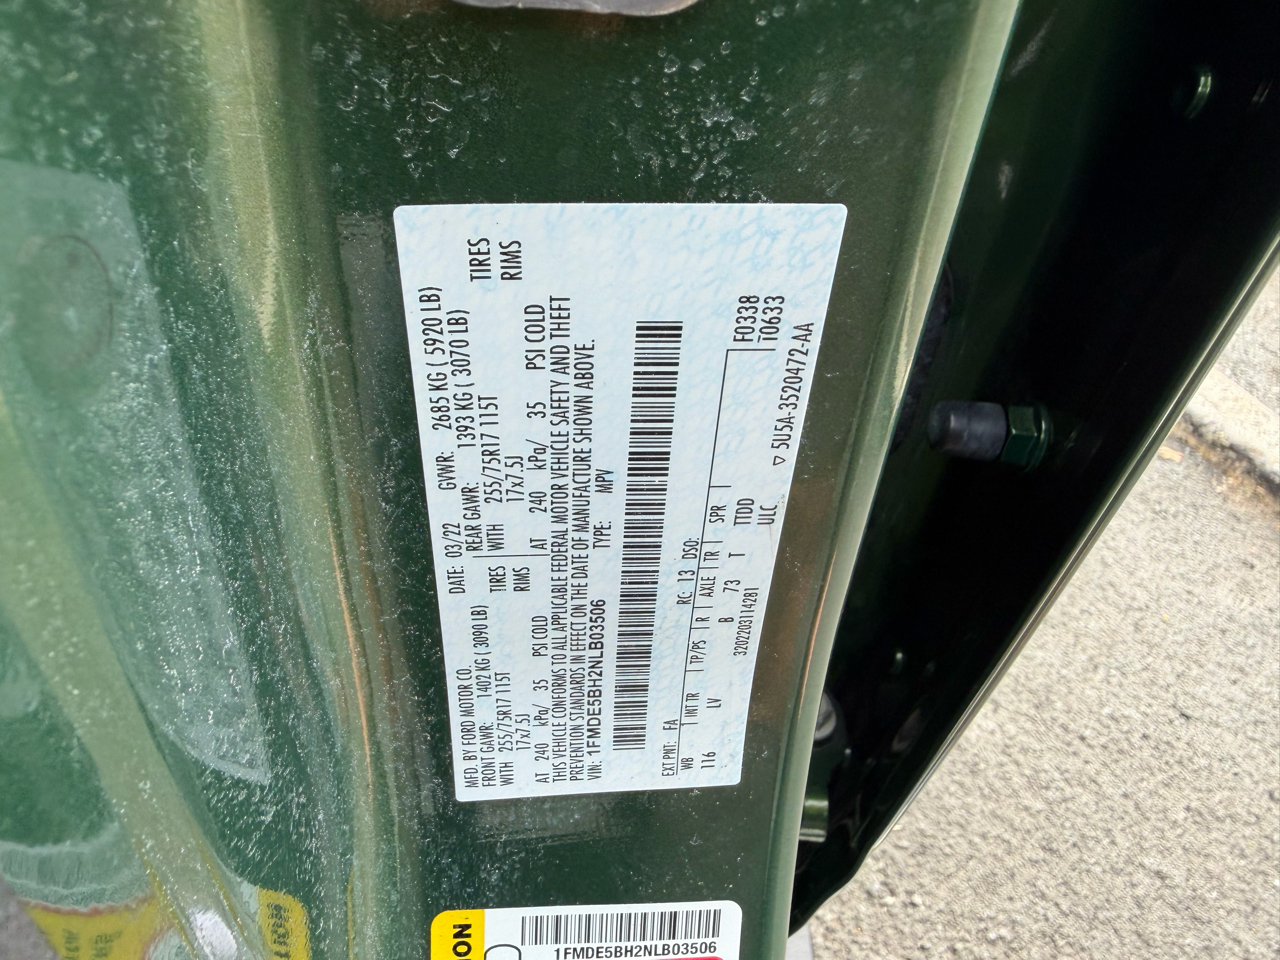 MFD. BY FORD MOTOR CO.
DATE: 03/22 GVWR: 2685 KG ( 5920 LB)
FRONT GAWR: 1402 KG ( 3090 LB) REAR GAWR: 1393 KG ( 3070 LB)
WITH 255/75R17 115T TIRES WITH 255/75R17 115T TIRES
17x7.5J RIMS 17x7.5J RIMS
AT 240 kPa/ 35 PSI COLD AT 240 kPa/ 35 PSI COLD
THIS VEHICLE CONFORMS TO ALL APPLICABLE FEDERAL MOTOR VEHICLE SAFETY AND THEFT
PREVENTION STANDARDS IN EFFECT ON THE DATE OF MANUFACTURE SHOWN ABOVE.
VIN: 1FMDE5BH2NLB03506 TYPE: MPV
EXT PNT: FA RC: 13 DSO: F0338
WB INT TR TP/PS R AXLE TR SPR T0633
116 LV B 73 T TTDD
3202203114281 ULC
▽ 5U5A-3520472-AA
ION
1FMDE5BH2NLB03506